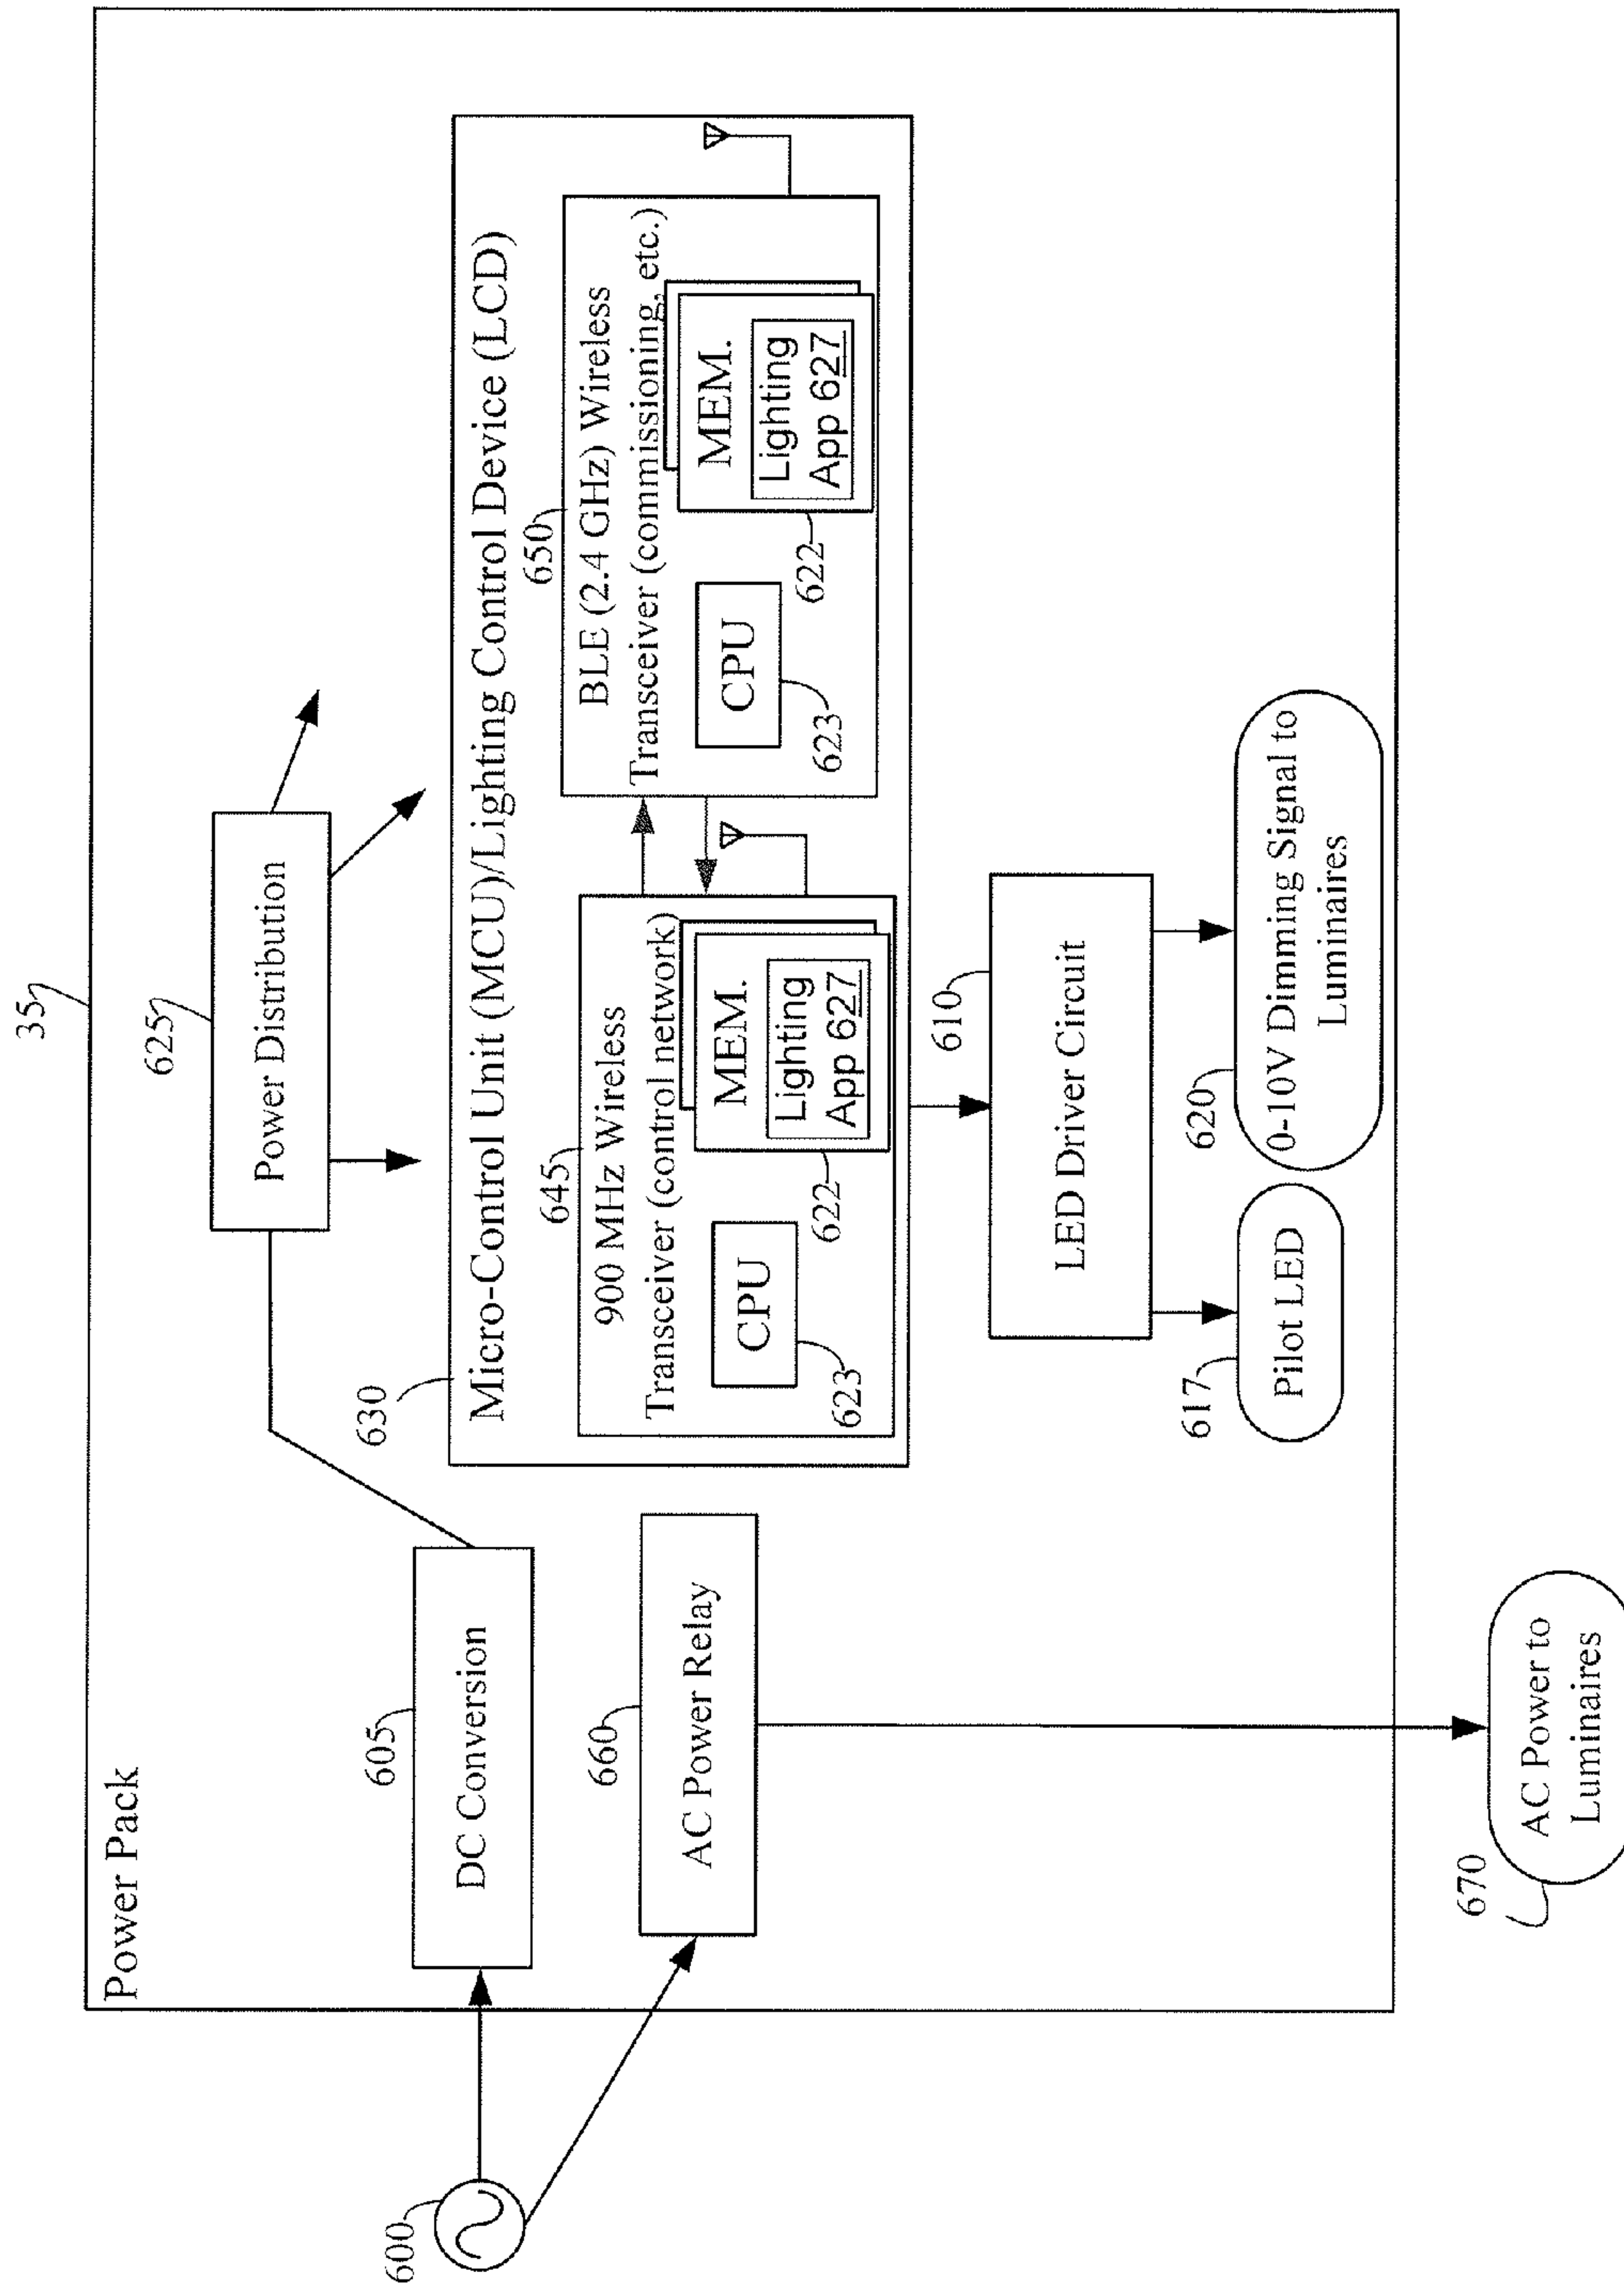 35
Power Pack
625
Power Distribution
630
Micro-Control Unit (MCU)/Lighting Control Device (LCD)
600
605
DC Conversion
645
900 MHz Wireless
Transceiver (control network)
CPU
623
MEM.
Lighting
App 627
622
650
BLE (2.4 GHz) Wireless
Transceiver (commissioning, etc.)
CPU
623
MEM.
Lighting
App 627
622
660
AC Power Relay
610
LED Driver Circuit
617
Pilot LED
620
0-10V Dimming Signal to
Luminaires
670
AC Power to
Luminaires